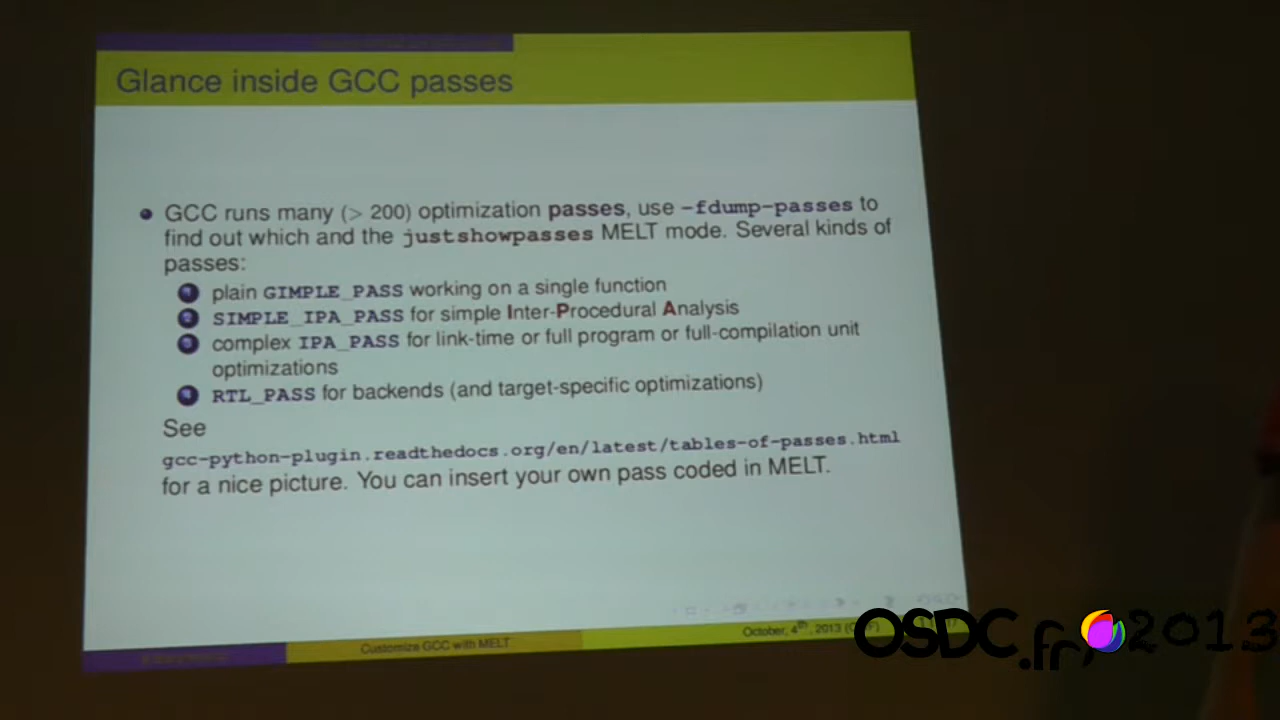 Glance inside GCC passes
GCC runs many (> 200) optimization passes, use -fdump-passes to
find out which and the justshowpasses MELT mode. Several kinds of
passes:
1 plain GIMPLE_PASS working on a single function
2 SIMPLE_IPA_PASS for simple Inter-Procedural Analysis
3 complex IPA_PASS for link-time or full program or full-compilation unit
optimizations
4 RTL_PASS for backends (and target-specific optimizations)
See
gcc-python-plugin.readthedocs.org/en/latest/tables-of-passes.html
for a nice picture. You can insert your own pass coded in MELT.
Customize GCC with MELT
October, 4th, 2013
OSDC.fr 2013